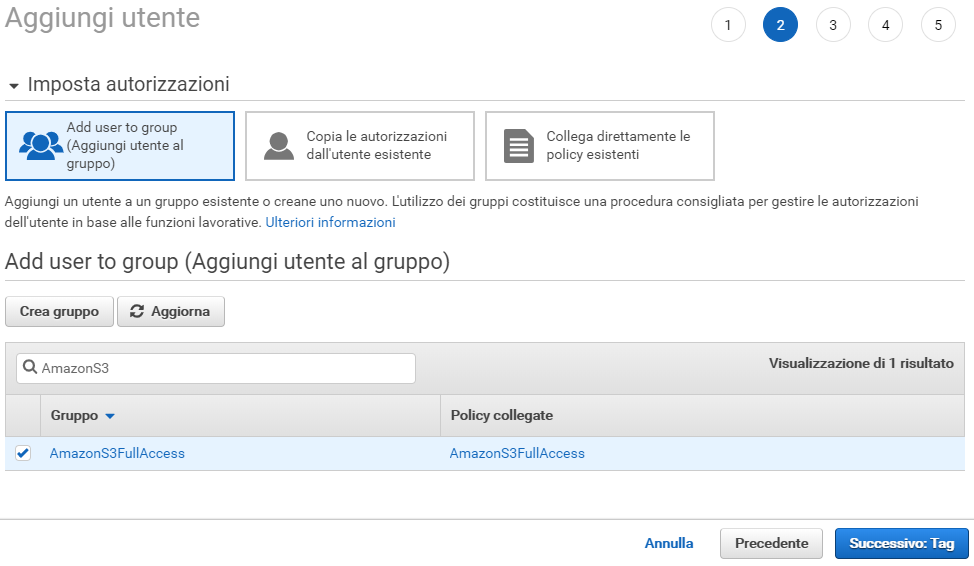 Aggiungi utente
1 2 3 4 5
Imposta autorizzazioni
Add user to group
(Aggiungi utente al
gruppo)
Copia le autorizzazioni
dall'utente esistente
Collega direttamente le
policy esistenti
Aggiungi un utente a un gruppo esistente o creane uno nuovo. L'utilizzo dei gruppi costituisce una procedura consigliata per gestire le autorizzazioni
dell'utente in base alle funzioni lavorative. Ulteriori informazioni
Add user to group (Aggiungi utente al gruppo)
Crea gruppo Aggiorna
AmazonS3 Visualizzazione di 1 risultato
Gruppo Policy collegate
AmazonS3FullAccess AmazonS3FullAccess
Annulla Precedente Successivo: Tag